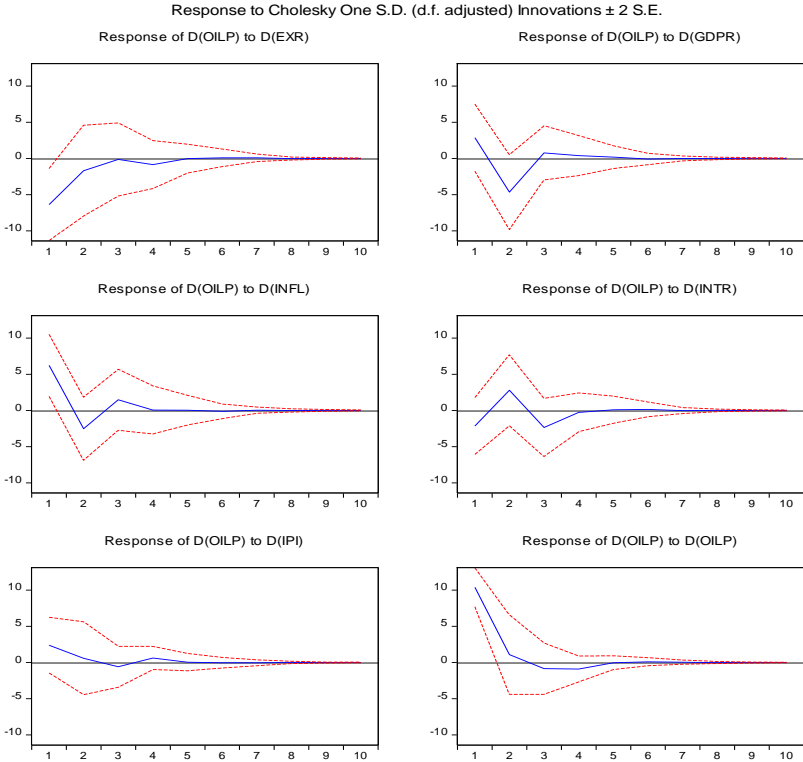 Response to Cholesky One S.D. (d.f. adjusted) Innovations ± 2 S.E.
Response of D(OILP) to D(EXR)
10
5
0
-5
-10
1 2 3 4 5 6 7 8 9 10
Response of D(OILP) to D(GDPR)
10
5
0
-5
-10
1 2 3 4 5 6 7 8 9 10
Response of D(OILP) to D(INFL)
10
5
0
-5
-10
1 2 3 4 5 6 7 8 9 10
Response of D(OILP) to D(INTR)
10
5
0
-5
-10
1 2 3 4 5 6 7 8 9 10
Response of D(OILP) to D(IPI)
10
5
0
-5
-10
1 2 3 4 5 6 7 8 9 10
Response of D(OILP) to D(OILP)
10
5
0
-5
-10
1 2 3 4 5 6 7 8 9 10